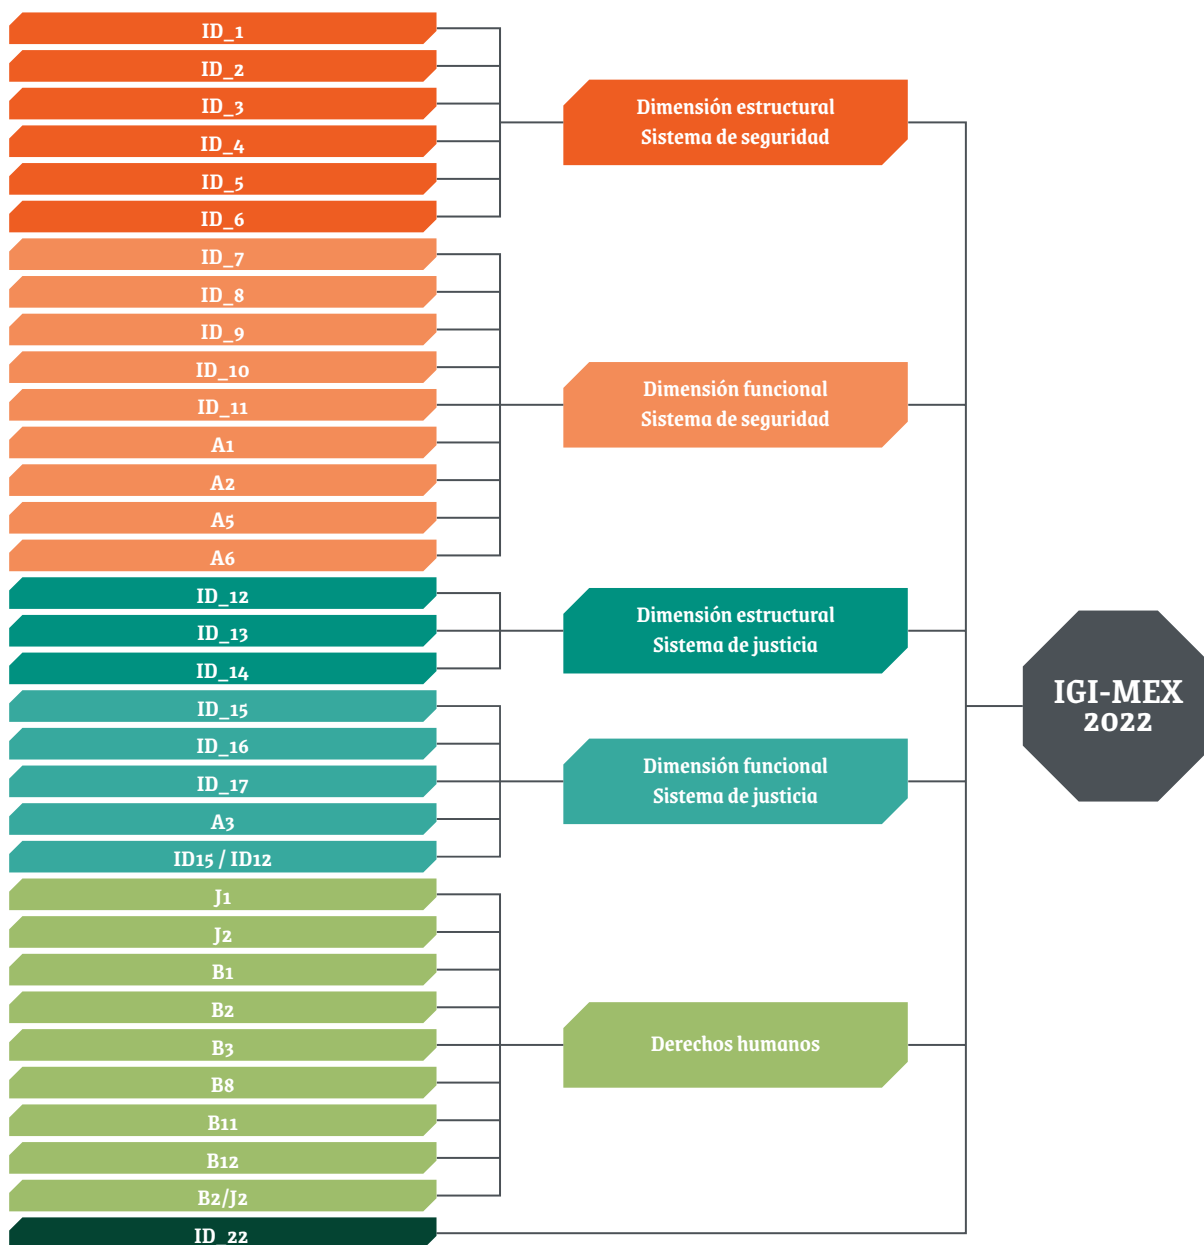 ID_1
ID_2
ID_3
ID_4
ID_5
ID_6
ID_7
ID_8
ID_9
ID_10
ID_11
A1
A2
A5
A6
ID_12
ID_13
ID_14
ID_15
ID_16
ID_17
A3
ID15 / ID12
J1
J2
B1
B2
B3
B8
B11
B12
B2/J2
ID_22
Dimensión estructural
Sistema de seguridad
Dimensión funcional
Sistema de seguridad
Dimensión estructural
Sistema de justicia
Dimensión funcional
Sistema de justicia
Derechos humanos
IGI-MEX
2022